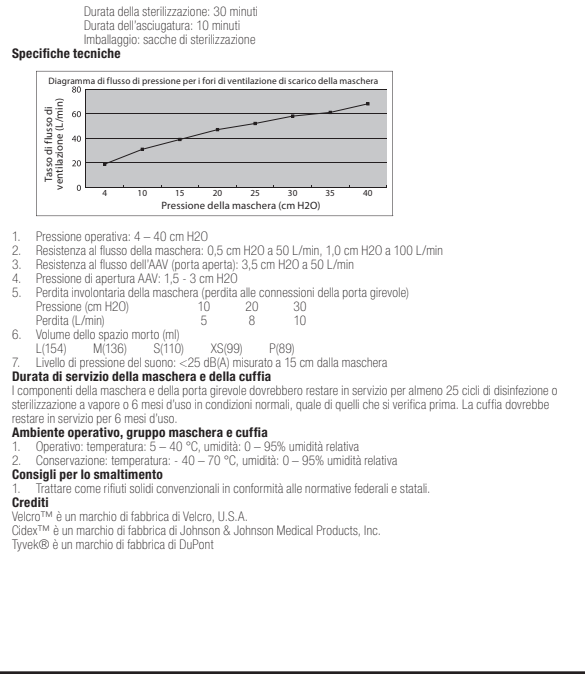 Durata della sterilizzazione: 30 minuti
Durata dell'asciugatura: 10 minuti
Imballaggio: sacche di sterilizzazione
Specifiche tecniche
Diagramma di flusso di pressione per i fori di ventilazione di scarico della maschera
Tasso di flusso di
ventilazione (L/min)
80
60
40
20
0
4 10 15 20 25 30 35 40
Pressione della maschera (cm H2O)
1. Pressione operativa: 4 – 40 cm H2O
2. Resistenza al flusso della maschera: 0,5 cm H2O a 50 L/min, 1,0 cm H2O a 100 L/min
3. Resistenza al flusso dell'AAV (porta aperta): 3,5 cm H2O a 50 L/min
4. Pressione di apertura AAV: 1,5 - 3 cm H2O
5. Perdita involontaria della maschera (perdita alle connessioni della porta girevole)
Pressione (cm H2O) 10 20 30
Perdita (L/min) 5 8 10
6. Volume dello spazio morto (ml)
L(154) M(136) S(110) XS(99) P(89)
7. Livello di pressione del suono: <25 dB(A) misurato a 15 cm dalla maschera
Durata di servizio della maschera e della cuffia
I componenti della maschera e della porta girevole dovrebbero restare in servizio per almeno 25 cicli di disinfezione o
sterilizzazione a vapore o 6 mesi d'uso in condizioni normali, quale di quelli che si verifica prima. La cuffia dovrebbe
restare in servizio per 6 mesi d'uso.
Ambiente operativo, gruppo maschera e cuffia
1. Operativo: temperatura: 5 – 40 °C, umidità: 0 – 95% umidità relativa
2. Conservazione: temperatura: - 40 – 70 °C, umidità: 0 – 95% umidità relativa
Consigli per lo smaltimento
1. Trattare come rifiuti solidi convenzionali in conformità alle normative federali e statali.
Crediti
Velcro™ è un marchio di fabbrica di Velcro, U.S.A.
Cidex™ è un marchio di fabbrica di Johnson & Johnson Medical Products, Inc.
Tyvek® è un marchio di fabbrica di DuPont